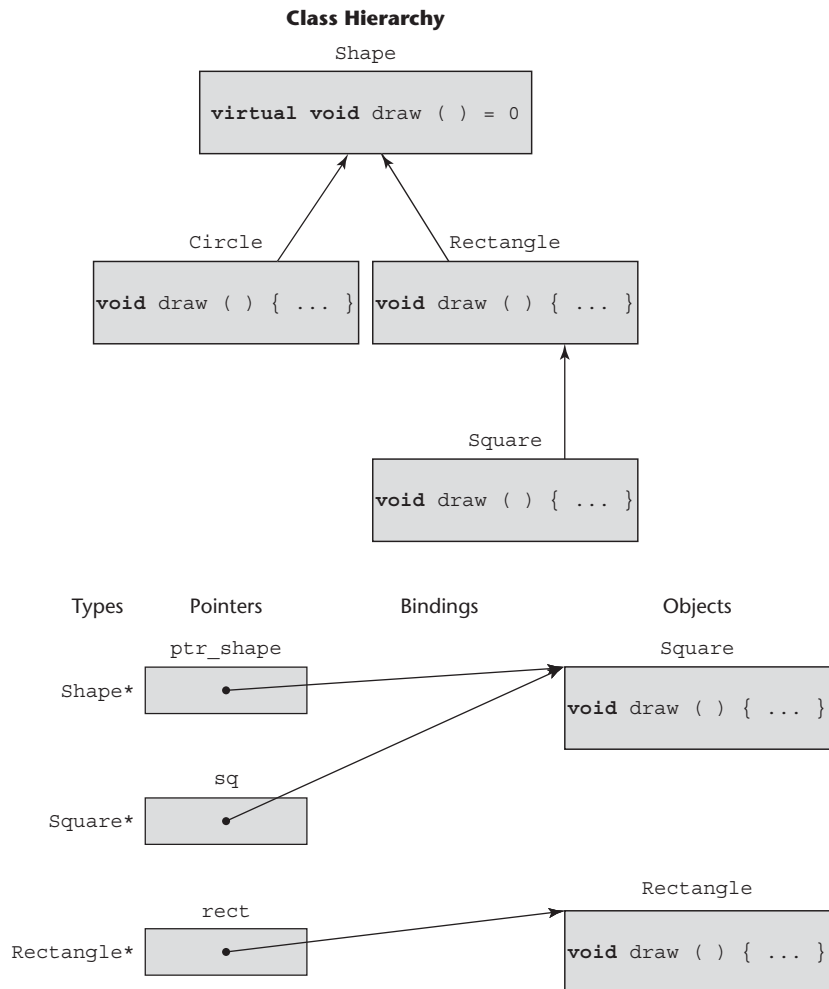 Class Hierarchy
Shape
virtual void draw ( ) = 0
Circle
Rectangle
void draw ( ) { ... }
void draw ( ) { ... }
Square
void draw ( ) { ... }
Types
Pointers
Bindings
Objects
ptr_shape
Square
Shape*
void draw ( ) { ... }
sq
Square*
rect
Rectangle
Rectangle*
void draw ( ) { ... }